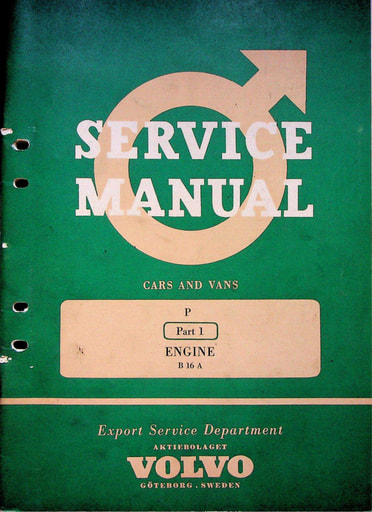 SERVICE
MANUAL
CARS AND VANS
P
Part 1
ENGINE
B 16 A
Export Service Department
AKTIEBOLAGET
VOLVO
GÖTEBORG . SWEDEN